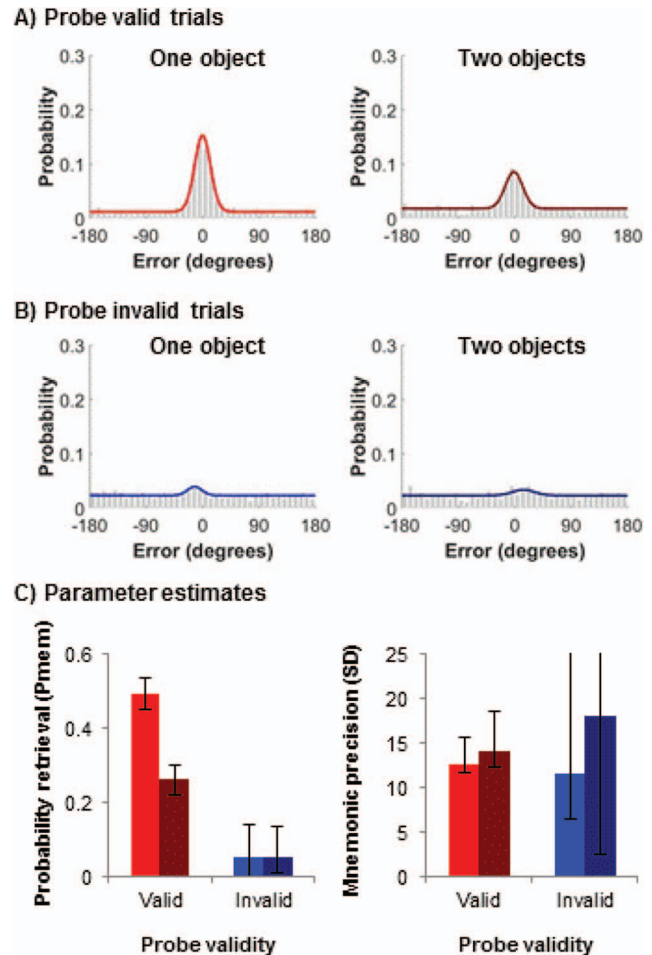 A) Probe valid trials
One object
Two objects
0.3
0.2
0.1
0
Probability
-180 -90 0 90 180
Error (degrees)
0.3
0.2
0.1
0
Probability
-180 -90 0 90 180
Error (degrees)
B) Probe invalid trials
One object
Two objects
0.3
0.2
0.1
0
Probability
-180 -90 0 90 180
Error (degrees)
0.3
0.2
0.1
0
Probability
-180 -90 0 90 180
Error (degrees)
C) Parameter estimates
Probability retrieval (Pmem)
0.6
0.4
0.2
0
Valid Invalid
Probe validity
Mnemonic precision (SD)
25
20
15
10
5
0
Valid Invalid
Probe validity